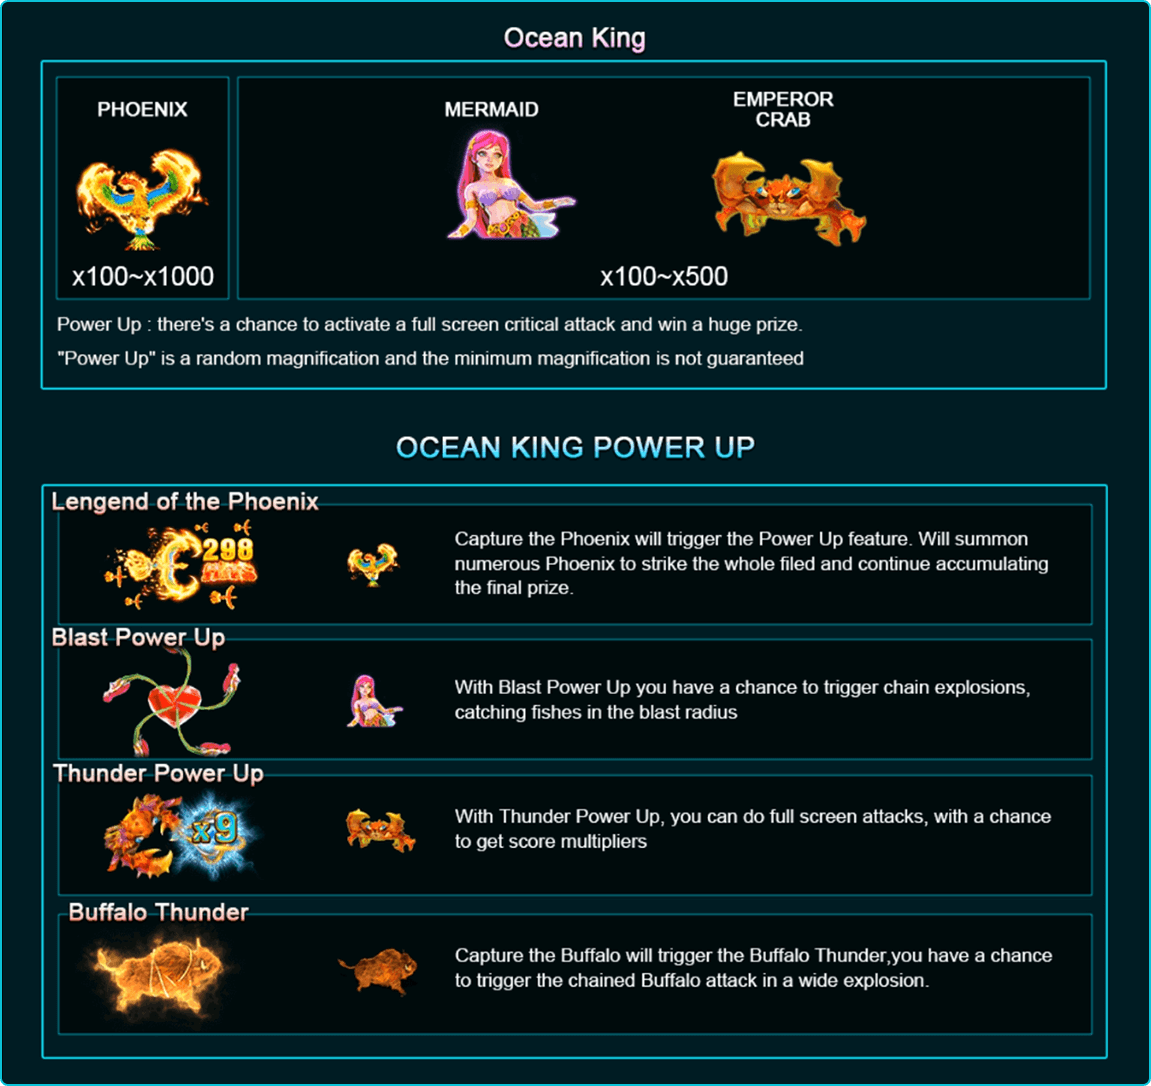 Ocean King
PHOENIX
MERMAID
EMPEROR
CRAB
x100~x1000
x100~x500
Power Up : there's a chance to activate a full screen critical attack and win a huge prize.
"Power Up" is a random magnification and the minimum magnification is not guaranteed
OCEAN KING POWER UP
Lengend of the Phoenix
298
Capture the Phoenix will trigger the Power Up feature. Will summon
numerous Phoenix to strike the whole filed and continue accumulating
the final prize.
Blast Power Up
With Blast Power Up you have a chance to trigger chain explosions,
catching fishes in the blast radius
Thunder Power Up
x9
With Thunder Power Up, you can do full screen attacks, with a chance
to get score multipliers
Buffalo Thunder
Capture the Buffalo will trigger the Buffalo Thunder,you have a chance
to trigger the chained Buffalo attack in a wide explosion.